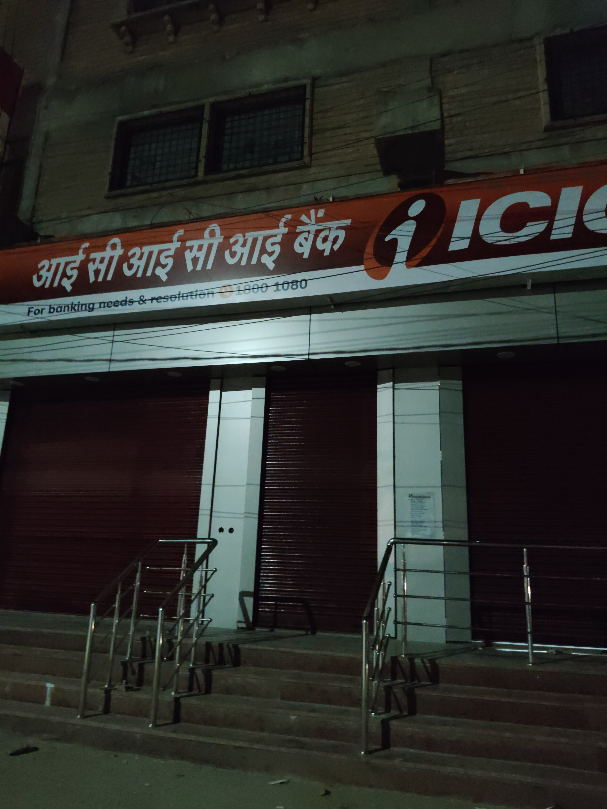 आई सी आई सी आई बैंक
ICIC
For banking needs & resolution 1800 1080